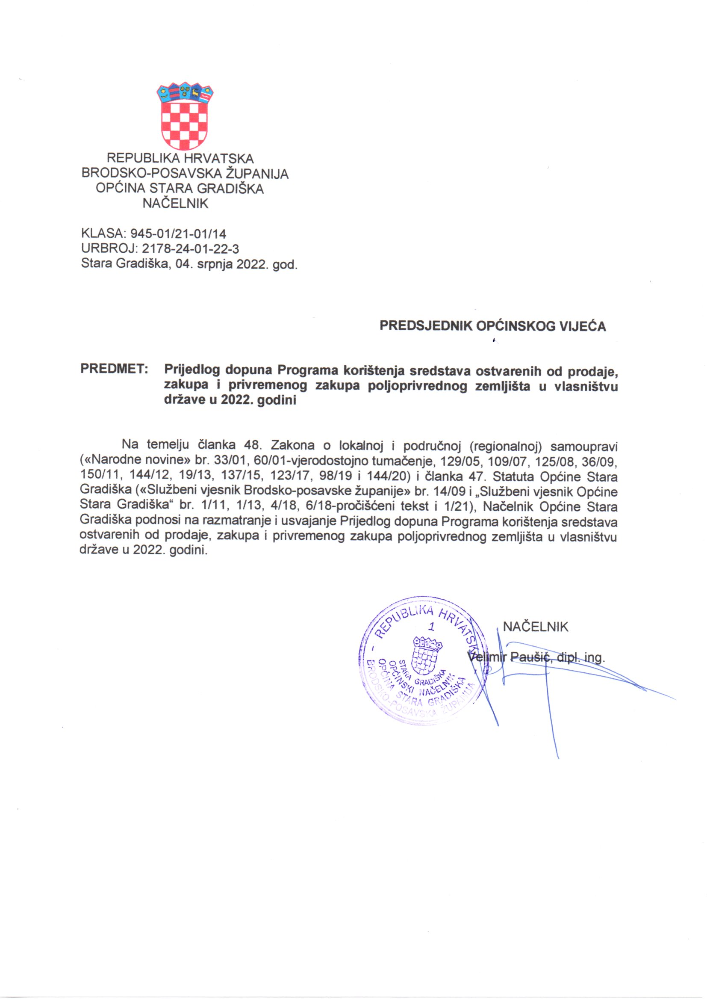 REPUBLIKA HRVATSKA
BRODSKO-POSAVSKA ŽUPANIJA
OPĆINA STARA GRADIŠKA
NAČELNIK
KLASA: 945-01/21-01/14
URBROJ: 2178-24-01-22-3
Stara Gradiška, 04. srpnja 2022. god.
PREDSJEDNIK OPĆINSKOG VIJEĆA
PREDMET: Prijedlog dopuna Programa korištenja sredstava ostvarenih od prodaje,
zakupa i privremenog zakupa poljoprivrednog zemljišta u vlasništvu
države u 2022. godini
Na temelju članka 48. Zakona o lokalnoj i područnoj (regionalnoj) samoupravi
(«Narodne novine» br. 33/01, 60/01-vjerodostojno tumačenje, 129/05, 109/07, 125/08, 36/09,
150/11, 144/12, 19/13, 137/15, 123/17, 98/19 i 144/20) i članka 47. Statuta Općine Stara
Gradiška («Službeni vjesnik Brodsko-posavske županije» br. 14/09 i „Službeni vjesnik Općine
Stara Gradiška“ br. 1/11, 1/13, 4/18, 6/18-pročišćeni tekst i 1/21), Načelnik Općine Stara
Gradiška podnosi na razmatranje i usvajanje Prijedlog dopuna Programa korištenja sredstava
ostvarenih od prodaje, zakupa i privremenog zakupa poljoprivrednog zemljišta u vlasništvu
države u 2022. godini.
NAČELNIK
Velimir Paušić, dipl. ing.
- REPUBLIKA HRVATSKA -
1
STARA GRADIŠKA
OPĆINSKI NAČELNIK
OPĆINA STARA GRADIŠKA
BRODSKO-POSAVSKA ŽUPANIJA